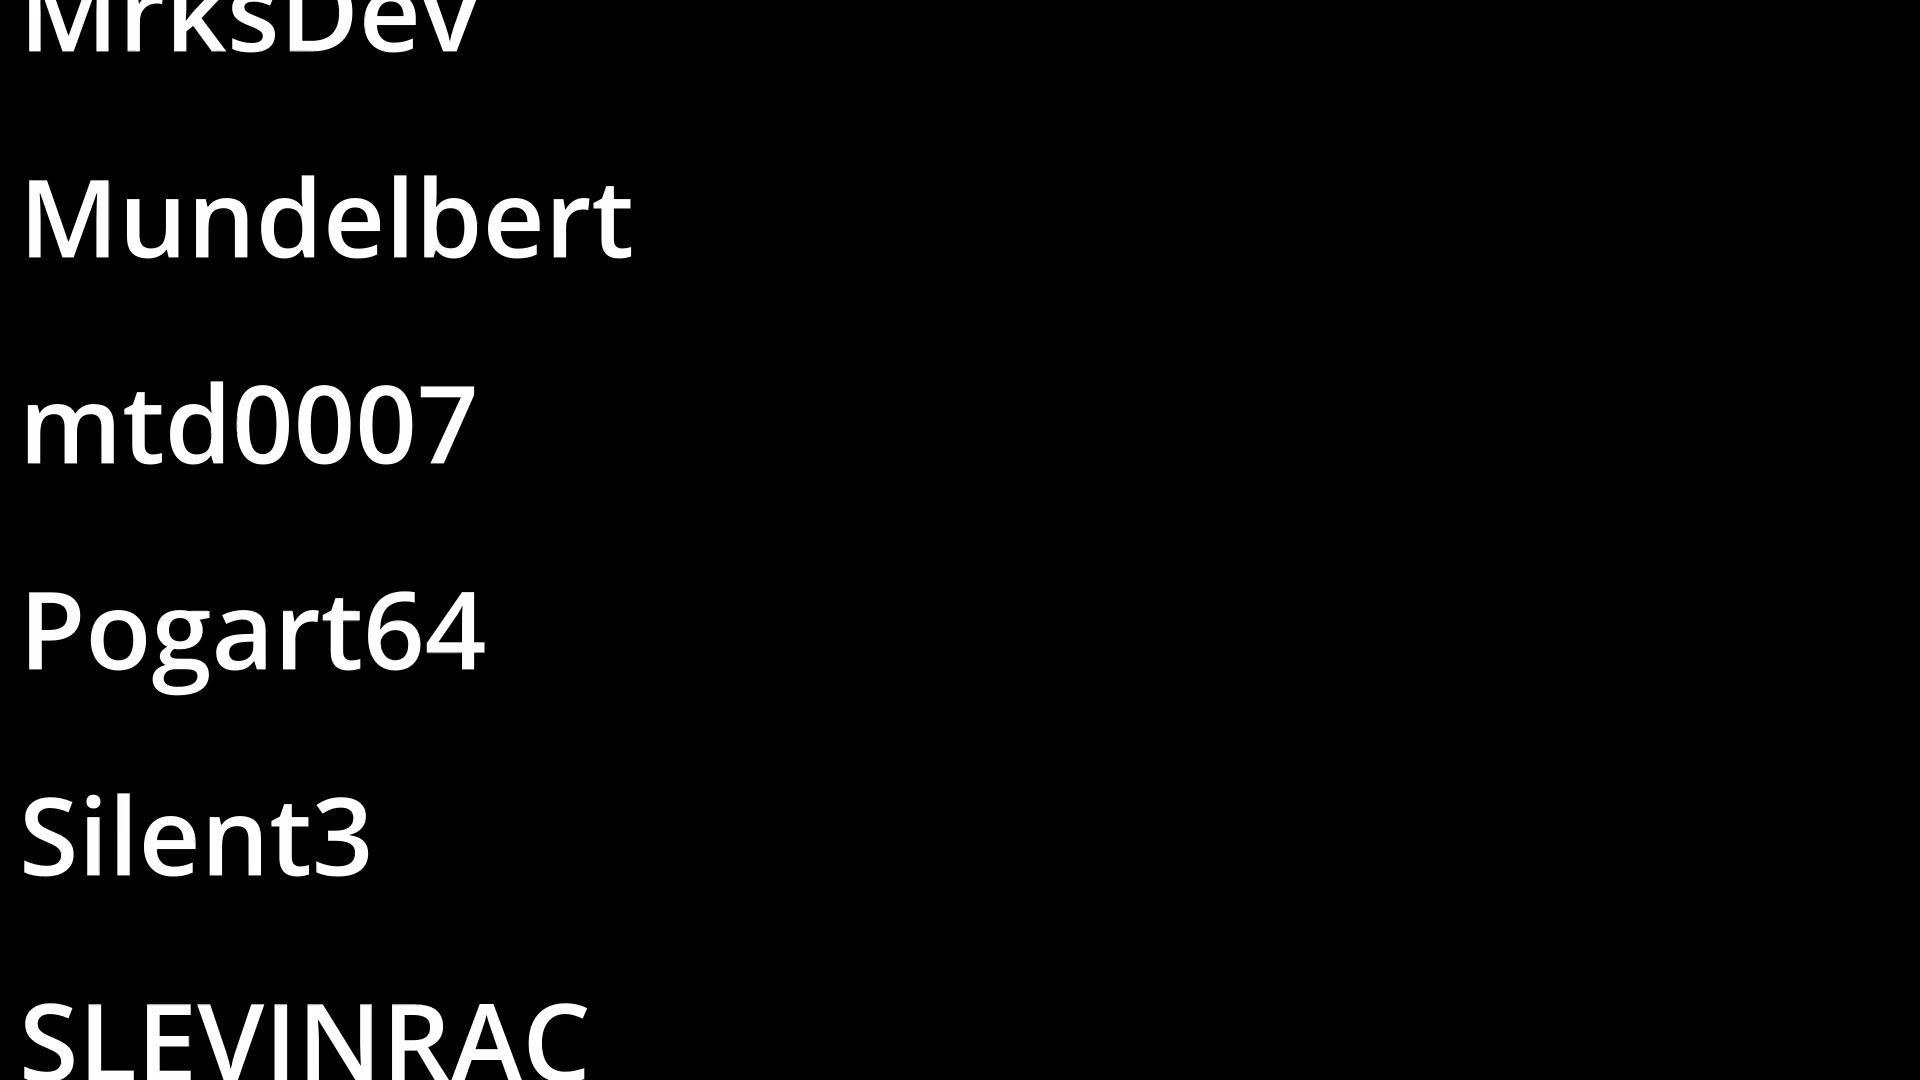 MrksDev
Mundelbert
mtd0007
Pogart64
Silent3
SLEVINRAC